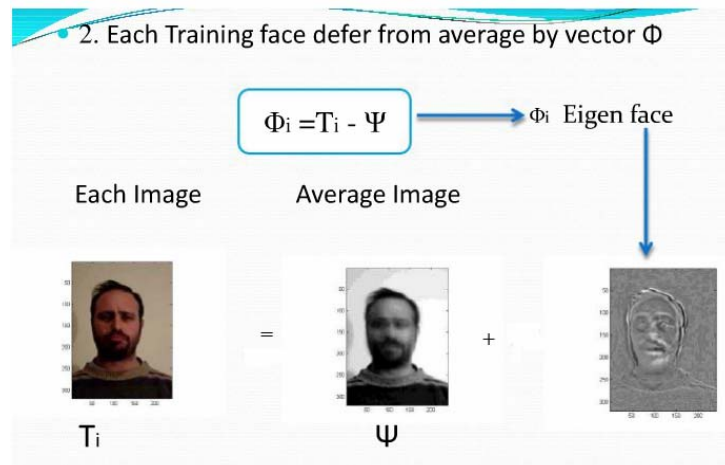 • 2. Each Training face defer from average by vector Φ
Φi =Ti - Ψ
Φi Eigen face
Each Image
Average Image
=
+
Ti
Ψ